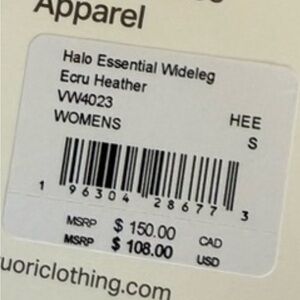 Apparel
Halo Essential Wideleg
Ecru Heather
VW4023
WOMENS HEE
S
1 96304 28677 3
MSRP $ 150.00 CAD
MSRP $ 108.00 USD
uoriclothing.com